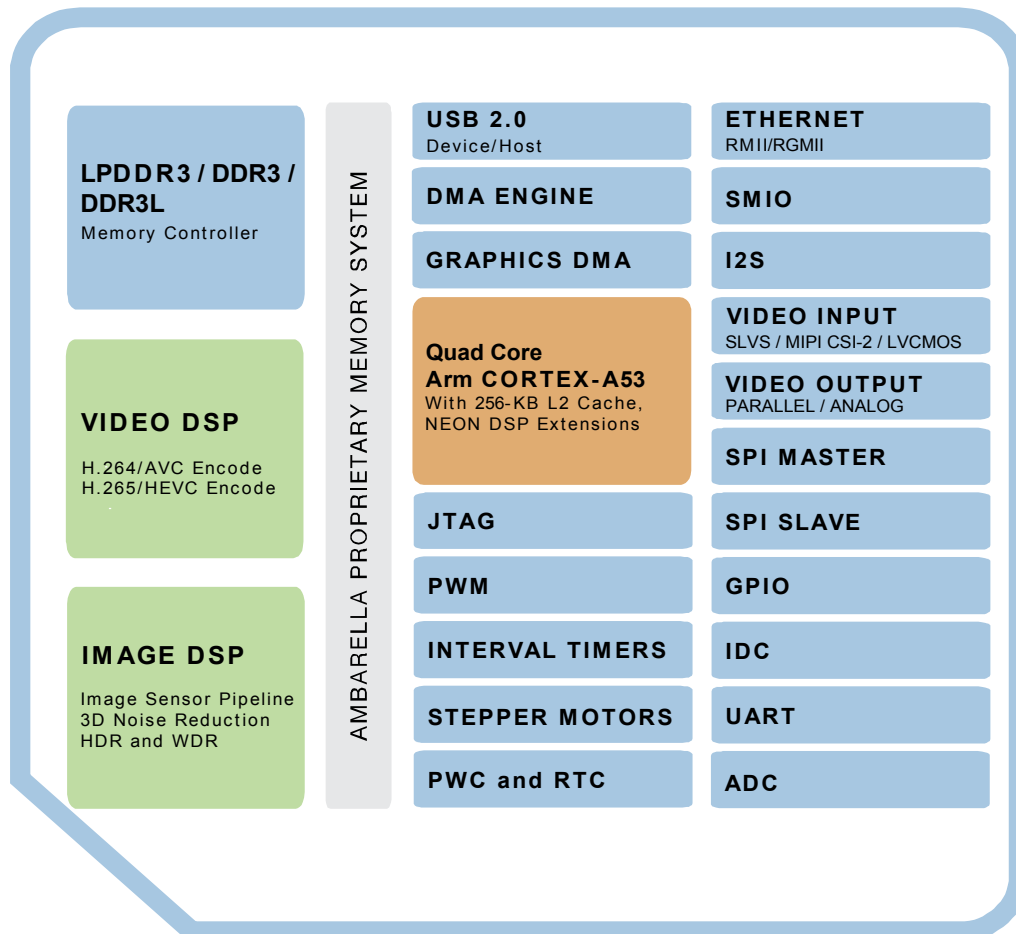 LPDDR3 / DDR3 /
DDR3L
Memory Controller
VIDEO DSP
H.264/AVC Encode
H.265/HEVC Encode
IMAGE DSP
Image Sensor Pipeline
3D Noise Reduction
HDR and WDR
AMBARELLA PROPRIETARY MEMORY SYSTEM
USB 2.0
Device/Host
DMA ENGINE
GRAPHICS DMA
Quad Core
Arm CORTEX-A53
With 256-KB L2 Cache,
NEON DSP Extensions
JTAG
PWM
INTERVAL TIMERS
STEPPER MOTORS
PWC and RTC
ETHERNET
RMII/RGMII
SMIO
I2S
VIDEO INPUT
SLVS / MIPI CSI-2 / LVCMOS
VIDEO OUTPUT
PARALLEL / ANALOG
SPI MASTER
SPI SLAVE
GPIO
IDC
UART
ADC